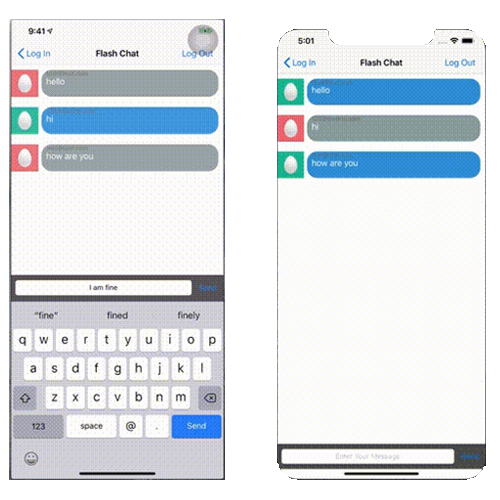 9:41
Log In
Flash Chat
Log Out
hello
hi
how are you
I am fine
Send
"fine"
fined
finely
q w e r t y u i o p
a s d f g h j k l
z x c v b n m
123
space
@
.
Send
5:01
Log In
Flash Chat
Log Out
hello
hi
how are you
Enter Your Message
Send